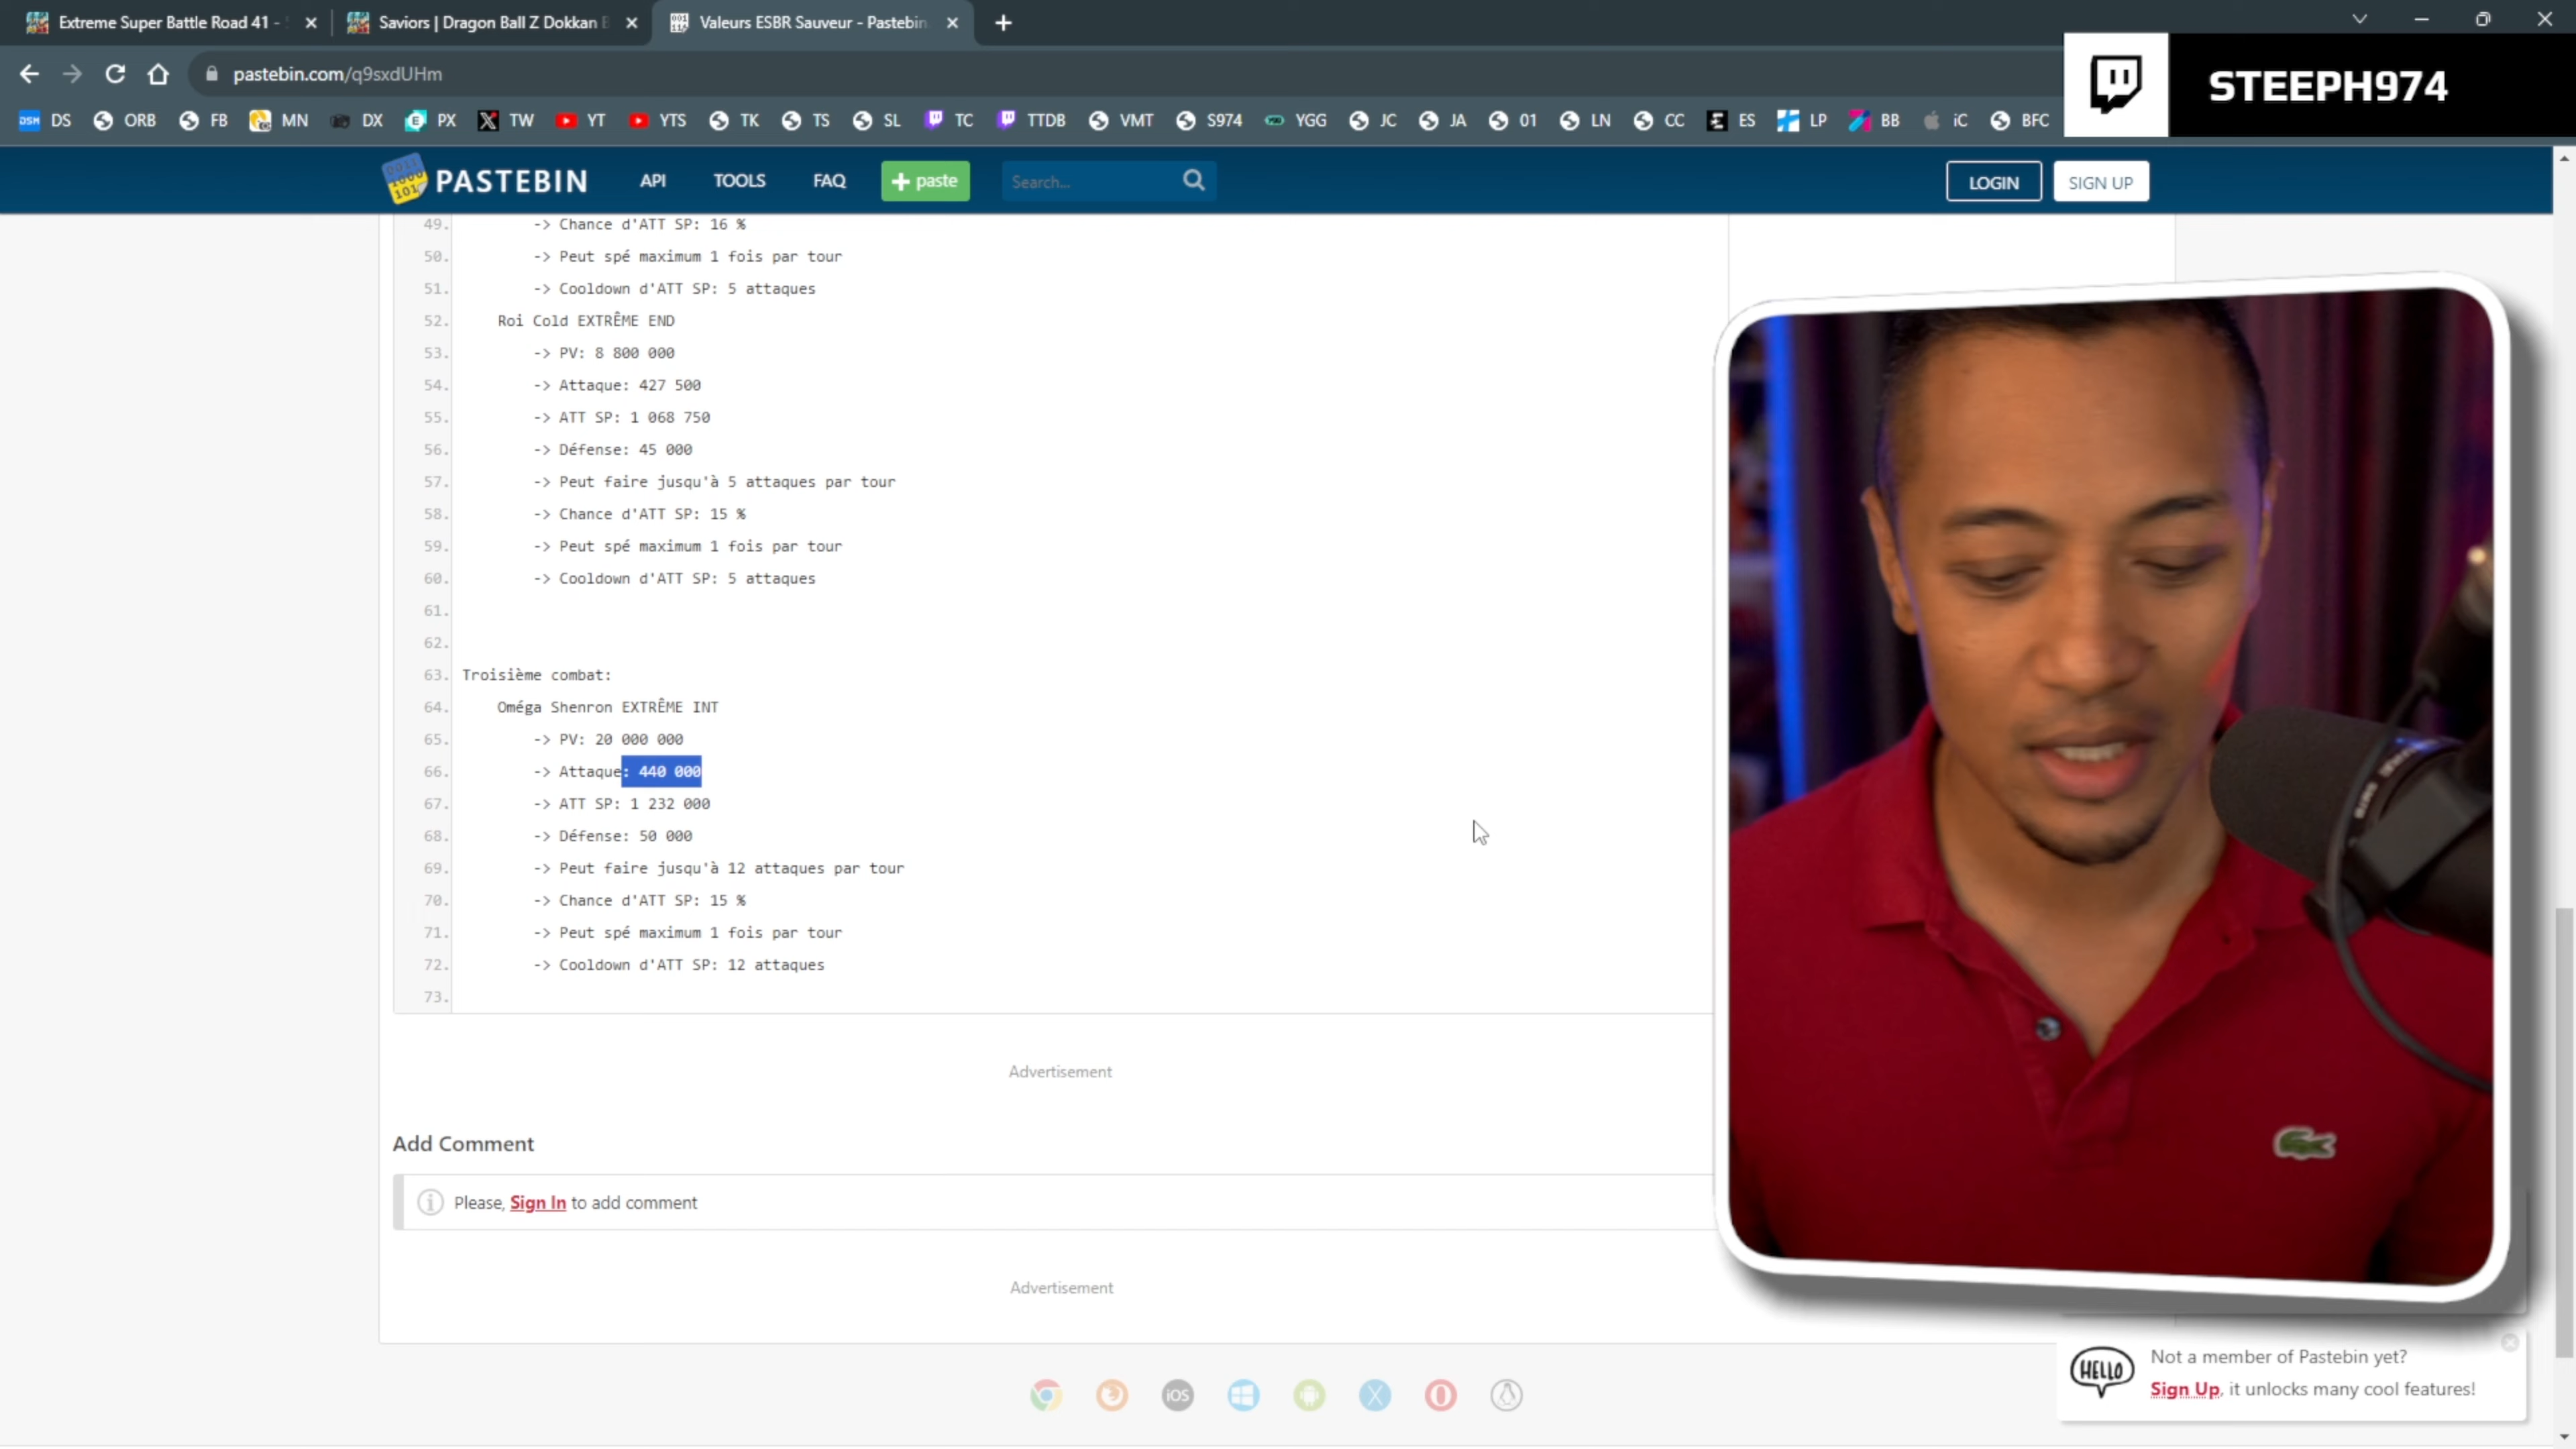 Extreme Super Battle Road 41 -
Saviors | Dragon Ball Z Dokkan B
Valeurs ESBR Sauveur - Pastebin
pastebin.com/q9sxdUHm
STEEPH974
DSM DS ORB FB MN DX PX TW YT YTS TK TS SL TC TTDB VMT S974 YGG JC JA 01 LN CC ES LP BB iC BFC
PASTEBIN API TOOLS FAQ + paste Search... LOGIN SIGN UP
49. -> Chance d'ATT SP: 16 %
50. -> Peut spé maximum 1 fois par tour
51. -> Cooldown d'ATT SP: 5 attaques
52. Roi Cold EXTRÊME END
53. -> PV: 8 800 000
54. -> Attaque: 427 500
55. -> ATT SP: 1 068 750
56. -> Défense: 45 000
57. -> Peut faire jusqu'à 5 attaques par tour
58. -> Chance d'ATT SP: 15 %
59. -> Peut spé maximum 1 fois par tour
60. -> Cooldown d'ATT SP: 5 attaques
61.
62.
63. Troisième combat:
64. Oméga Shenron EXTRÊME INT
65. -> PV: 20 000 000
66. -> Attaque: 440 000
67. -> ATT SP: 1 232 000
68. -> Défense: 50 000
69. -> Peut faire jusqu'à 12 attaques par tour
70. -> Chance d'ATT SP: 15 %
71. -> Peut spé maximum 1 fois par tour
72. -> Cooldown d'ATT SP: 12 attaques
73.
Advertisement
Add Comment
Please, Sign In to add comment
Advertisement
iOS
HELLO
Not a member of Pastebin yet?
Sign Up, it unlocks many cool features!